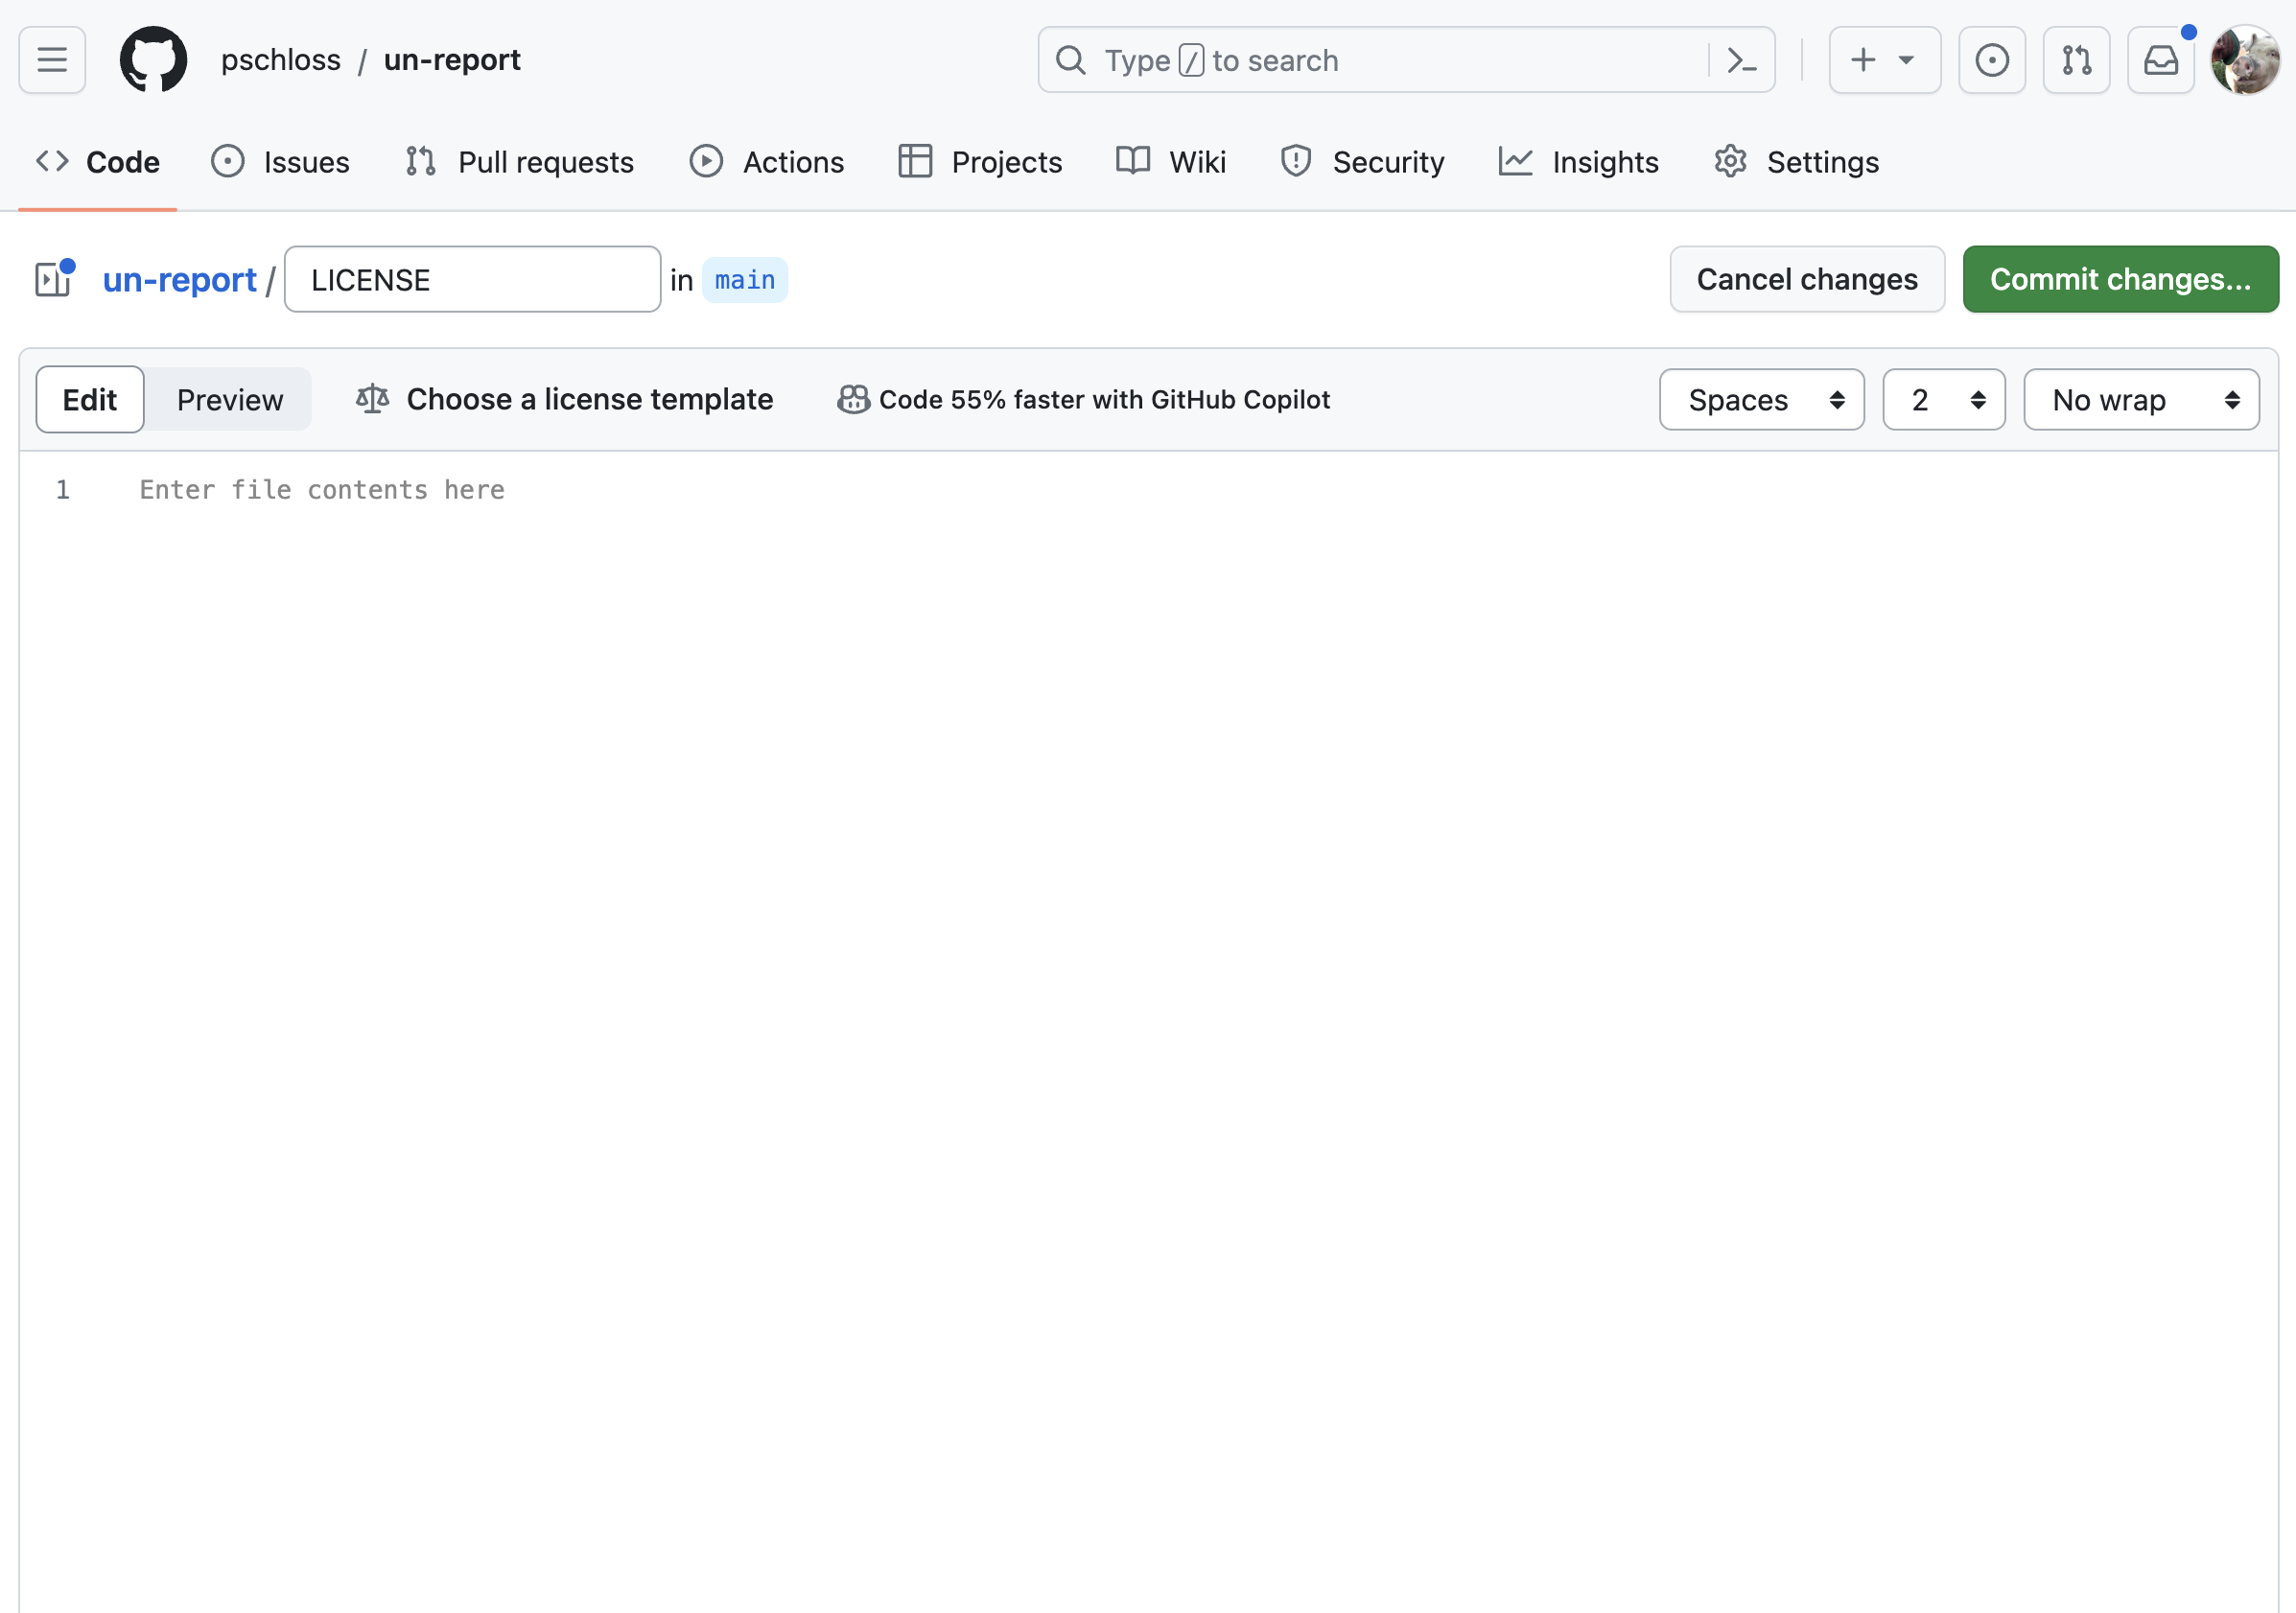 pschloss / un-report
Type / to search
Code Issues Pull requests Actions Projects Wiki Security Insights Settings
un-report / LICENSE in main Cancel changes Commit changes...
Edit Preview Choose a license template Code 55% faster with GitHub Copilot Spaces 2 No wrap
1 Enter file contents here